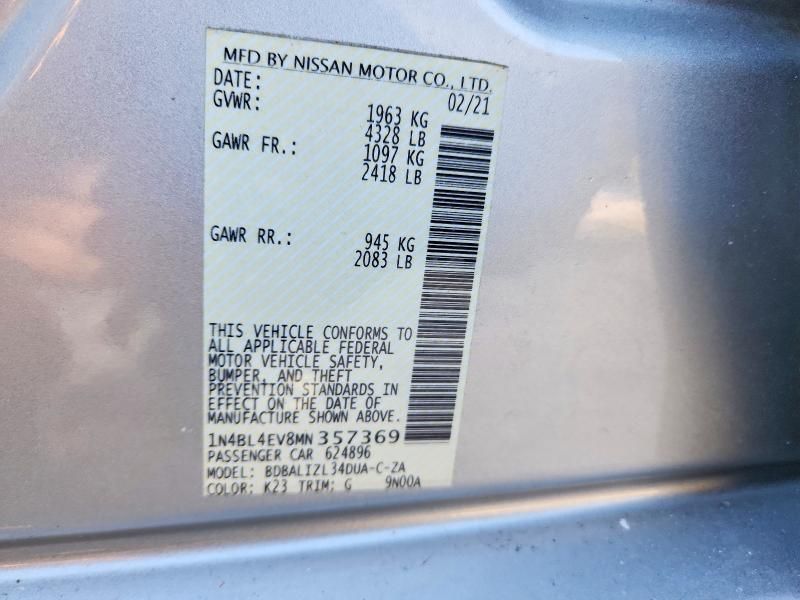 MFD BY NISSAN MOTOR CO., LTD.
DATE: 02/21
GVWR: 1963 KG
4328 LB
GAWR FR.: 1097 KG
2418 LB
GAWR RR.: 945 KG
2083 LB
THIS VEHICLE CONFORMS TO
ALL APPLICABLE FEDERAL
MOTOR VEHICLE SAFETY,
BUMPER, AND THEFT
PREVENTION STANDARDS IN
EFFECT ON THE DATE OF
MANUFACTURE SHOWN ABOVE.
1N4BL4EV8MN357369
PASSENGER CAR 624896
MODEL: BDBALIZL34DUA-C-ZA
COLOR: K23 TRIM: G 9N00A